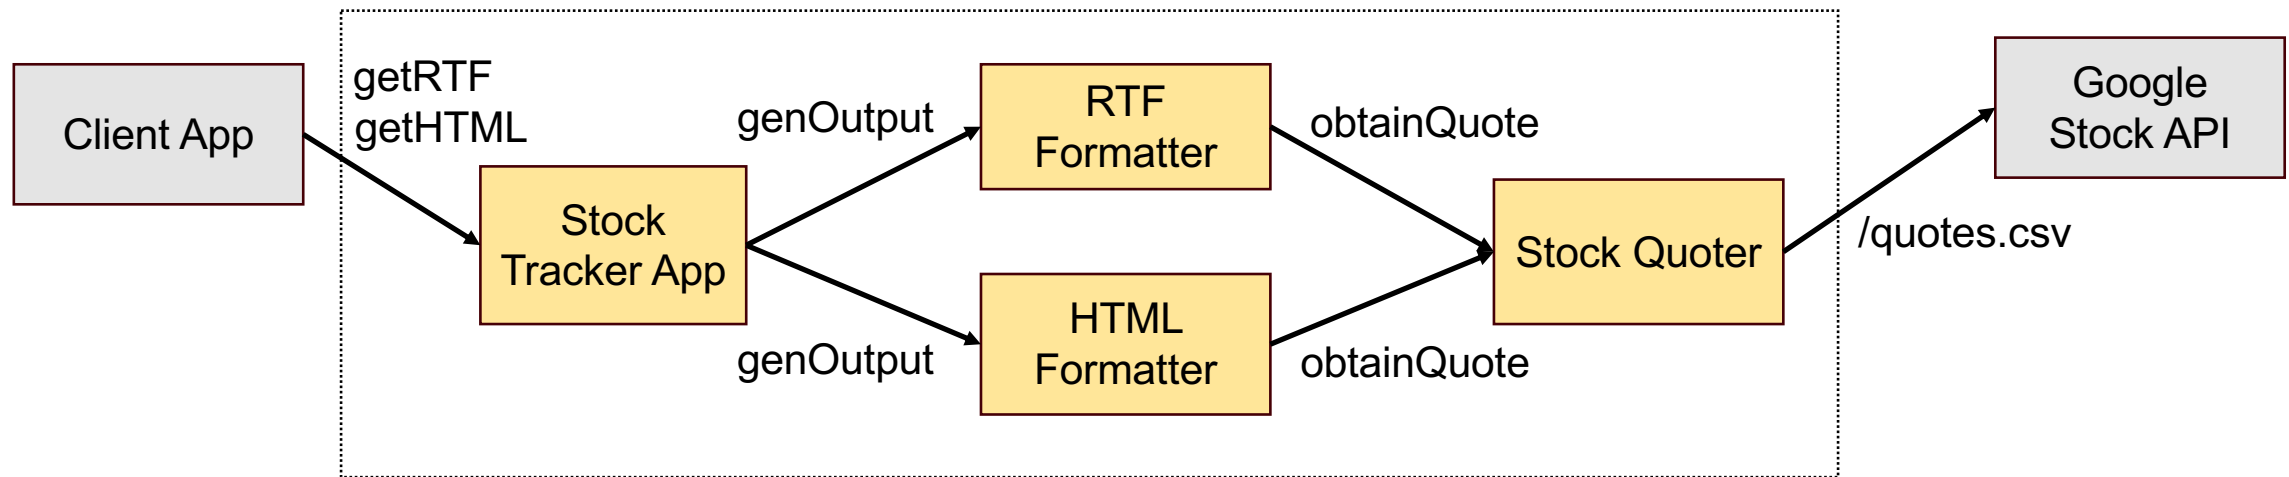 Client App
getRTF
getHTML
Stock
Tracker App
genOutput
genOutput
RTF
Formatter
HTML
Formatter
obtainQuote
obtainQuote
Stock Quoter
/quotes.csv
Google
Stock API